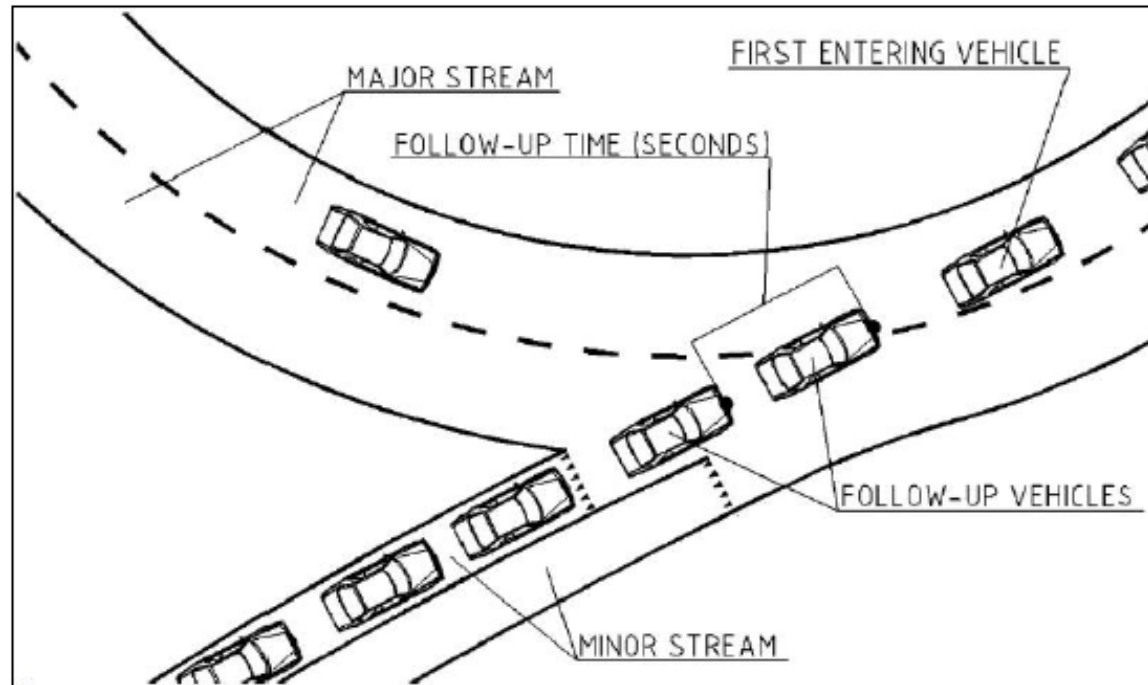 FIRST ENTERING VEHICLE
MAJOR STREAM
FOLLOW-UP TIME (SECONDS)
FOLLOW-UP VEHICLES
MINOR STREAM